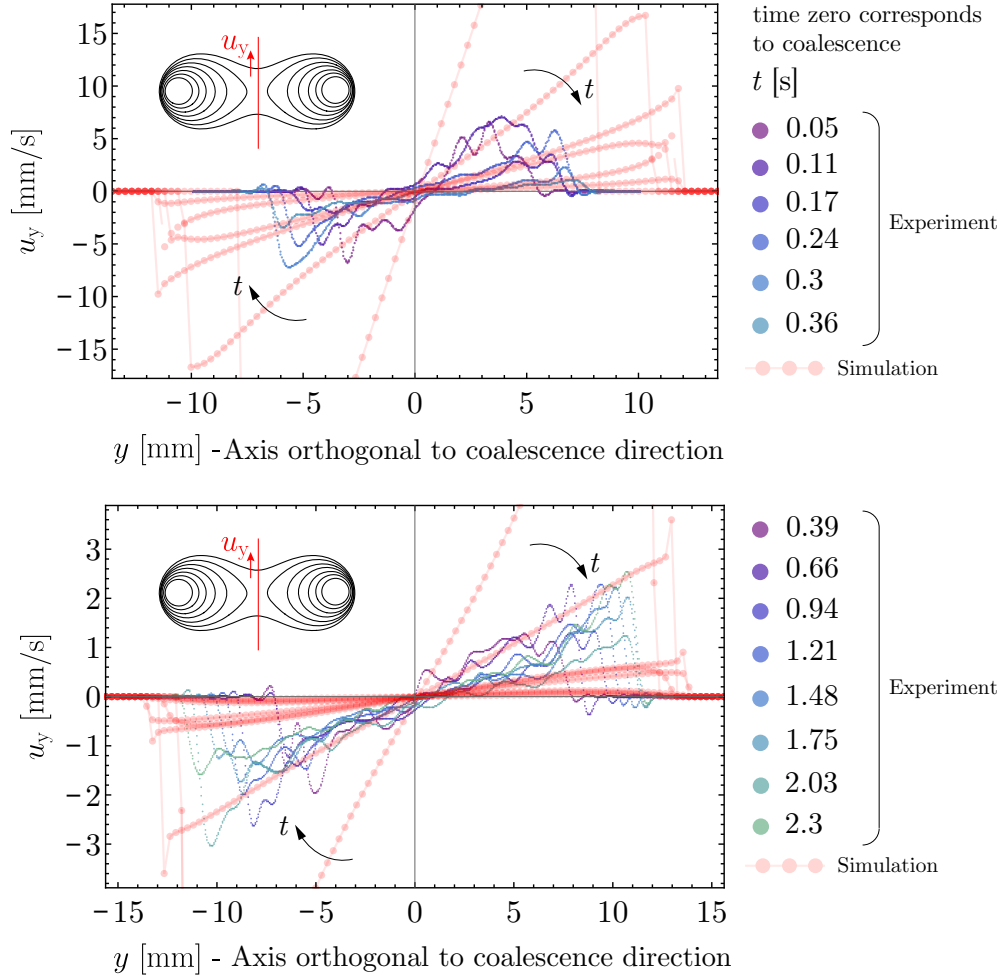 time zero corresponds
to coalescence
t [s]
0.05
0.11
0.17
0.24
0.3
0.36
Experiment
Simulation
u_y
t
t
15
10
5
0
−5
−10
−15
u_y [mm/s]
−10 −5 0 5 10
y [mm] -Axis orthogonal to coalescence direction
u_y
t
t
3
2
1
0
−1
−2
−3
u_y [mm/s]
−15 −10 −5 0 5 10 15
y [mm] - Axis orthogonal to coalescence direction
0.39
0.66
0.94
1.21
1.48
1.75
2.03
2.3
Experiment
Simulation